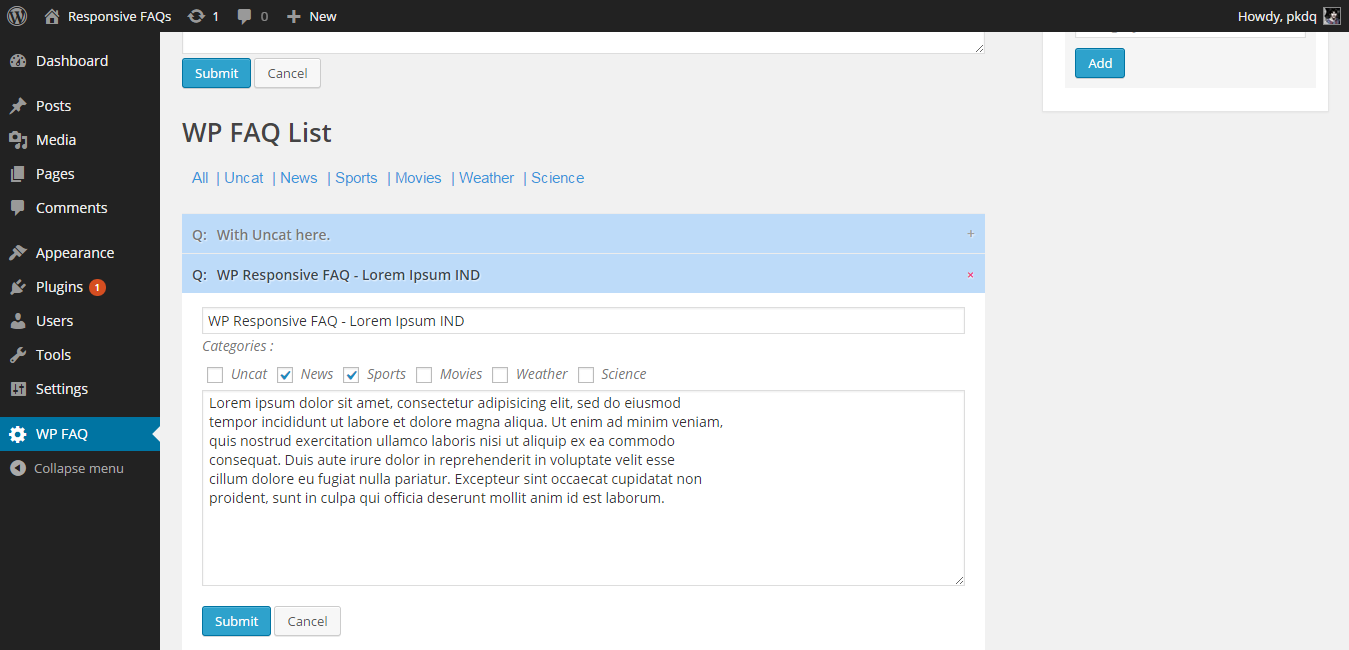 Responsive FAQs 1 0 New Howdy, pkdq
Dashboard
Posts
Media
Pages
Comments
Appearance
Plugins 1
Users
Tools
Settings
WP FAQ
Collapse menu
Submit Cancel
Add
WP FAQ List
All | Uncat | News | Sports | Movies | Weather | Science
Q: With Uncat here. +
Q: WP Responsive FAQ - Lorem Ipsum IND ×
WP Responsive FAQ - Lorem Ipsum IND
Categories :
Uncat News Sports Movies Weather Science
Lorem ipsum dolor sit amet, consectetur adipisicing elit, sed do eiusmod
tempor incididunt ut labore et dolore magna aliqua. Ut enim ad minim veniam,
quis nostrud exercitation ullamco laboris nisi ut aliquip ex ea commodo
consequat. Duis aute irure dolor in reprehenderit in voluptate velit esse
cillum dolore eu fugiat nulla pariatur. Excepteur sint occaecat cupidatat non
proident, sunt in culpa qui officia deserunt mollit anim id est laborum.
Submit Cancel